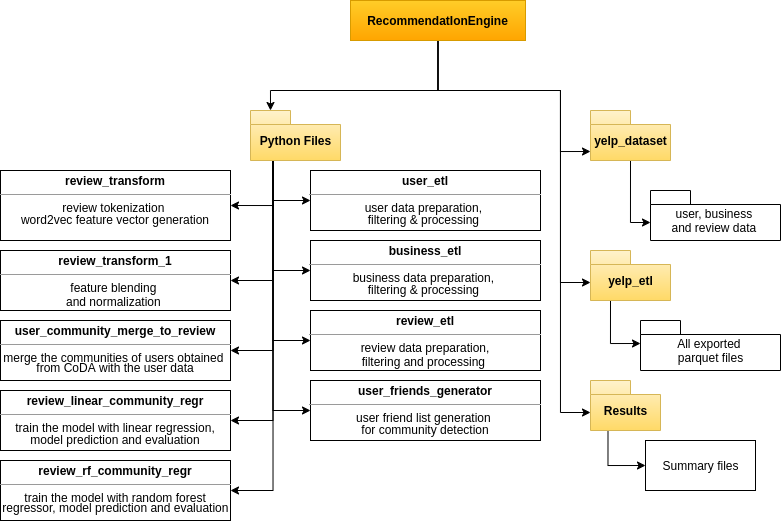 RecommendationEngine
Python Files
yelp_dataset
user, business
and review data
yelp_etl
All exported
parquet files
Results
Summary files
review_transform
review tokenization
word2vec feature vector generation
review_transform_1
feature blending
and normalization
user_community_merge_to_review
merge the communities of users obtained
from CoDA with the user data
review_linear_community_regr
train the model with linear regression,
model prediction and evaluation
review_rf_community_regr
train the model with random forest
regressor, model prediction and evaluation
user_etl
user data preparation,
filtering & processing
business_etl
business data preparation,
filtering & processing
review_etl
review data preparation,
filtering and processing
user_friends_generator
user friend list generation
for community detection